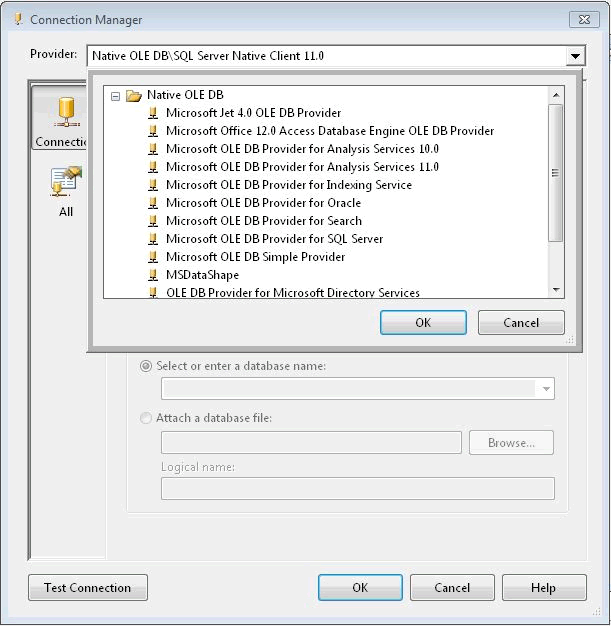 Connection Manager
Provider: Native OLE DB\SQL Server Native Client 11.0
Native OLE DB
Microsoft Jet 4.0 OLE DB Provider
Microsoft Office 12.0 Access Database Engine OLE DB Provider
Microsoft OLE DB Provider for Analysis Services 10.0
Microsoft OLE DB Provider for Analysis Services 11.0
Microsoft OLE DB Provider for Indexing Service
Microsoft OLE DB Provider for Oracle
Microsoft OLE DB Provider for Search
Microsoft OLE DB Provider for SQL Server
Microsoft OLE DB Simple Provider
MSDataShape
OLE DB Provider for Microsoft Directory Services
Connectio
All
OK Cancel
Select or enter a database name:
Attach a database file:
Browse...
Logical name:
Test Connection OK Cancel Help